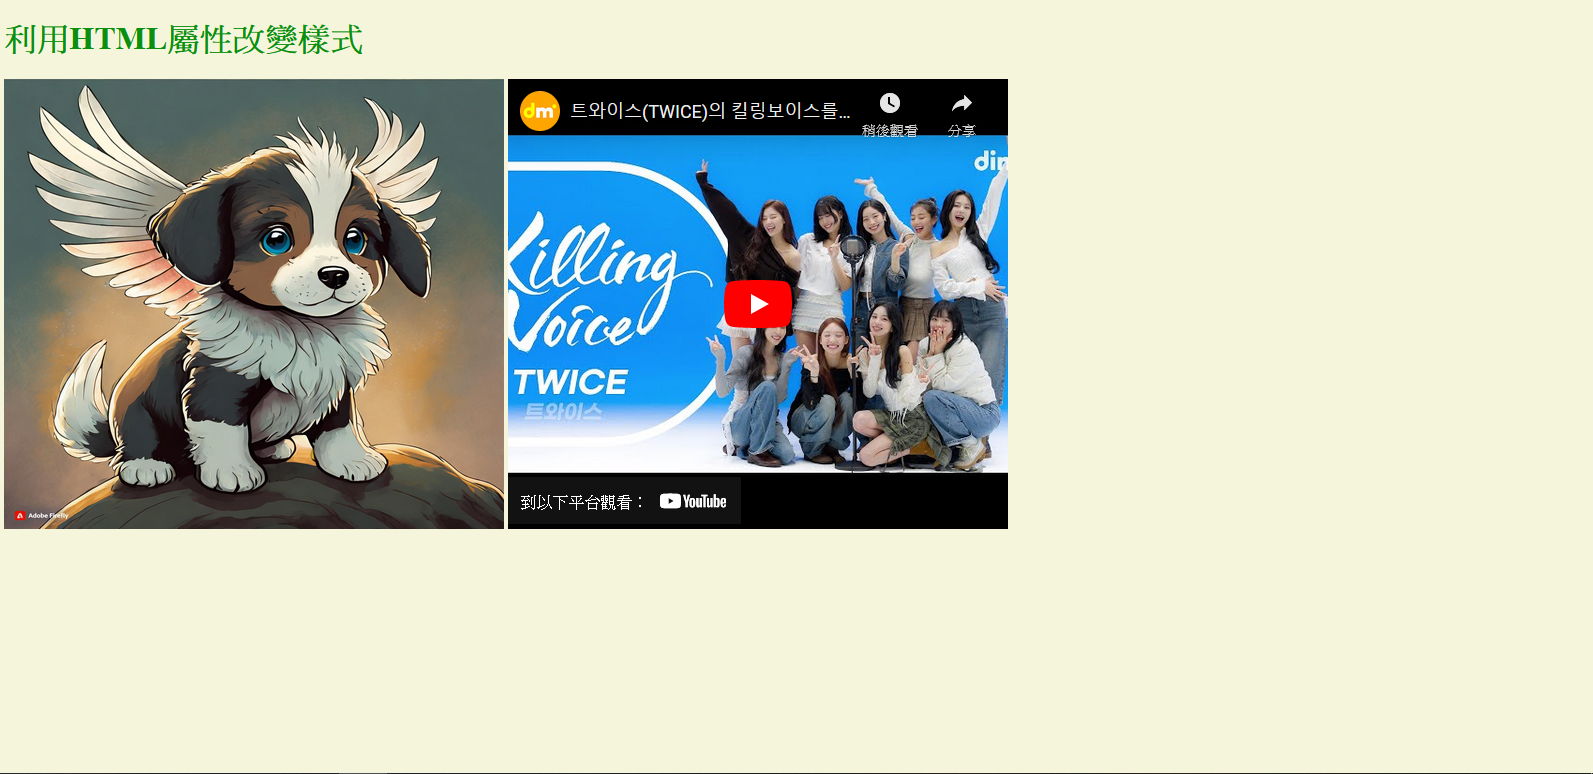 利用HTML屬性改變樣式
dm
트와이스(TWICE)의 킬링보이스를...
稍後觀看
分享
din
Killing
Voice
TWICE
트와이스
到以下平台觀看：
YouTube
Adobe Firefly